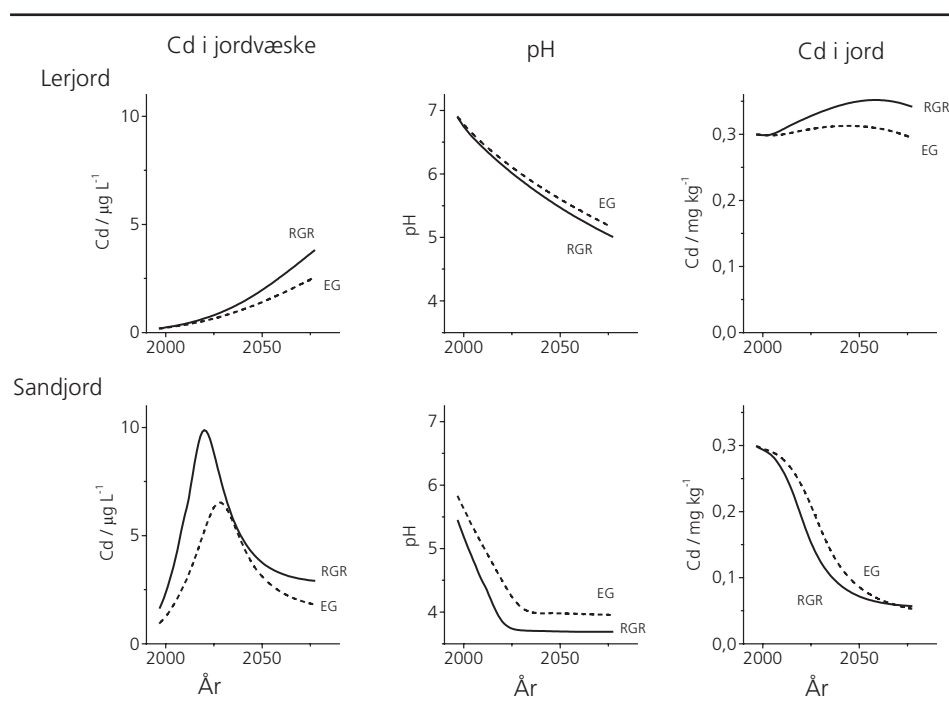 Cd i jordvæske
pH
Cd i jord
Lerjord
10
5
0
Cd / µg L⁻¹
RGR
EG
2000
2050
7
6
5
4
pH
EG
RGR
2000
2050
0,3
0,2
0,1
0,0
Cd / mg kg⁻¹
RGR
EG
2000
2050
Sandjord
10
5
0
Cd / µg L⁻¹
RGR
EG
2000
2050
År
7
6
5
4
pH
EG
RGR
2000
2050
År
0,3
0,2
0,1
0,0
Cd / mg kg⁻¹
EG
RGR
2000
2050
År